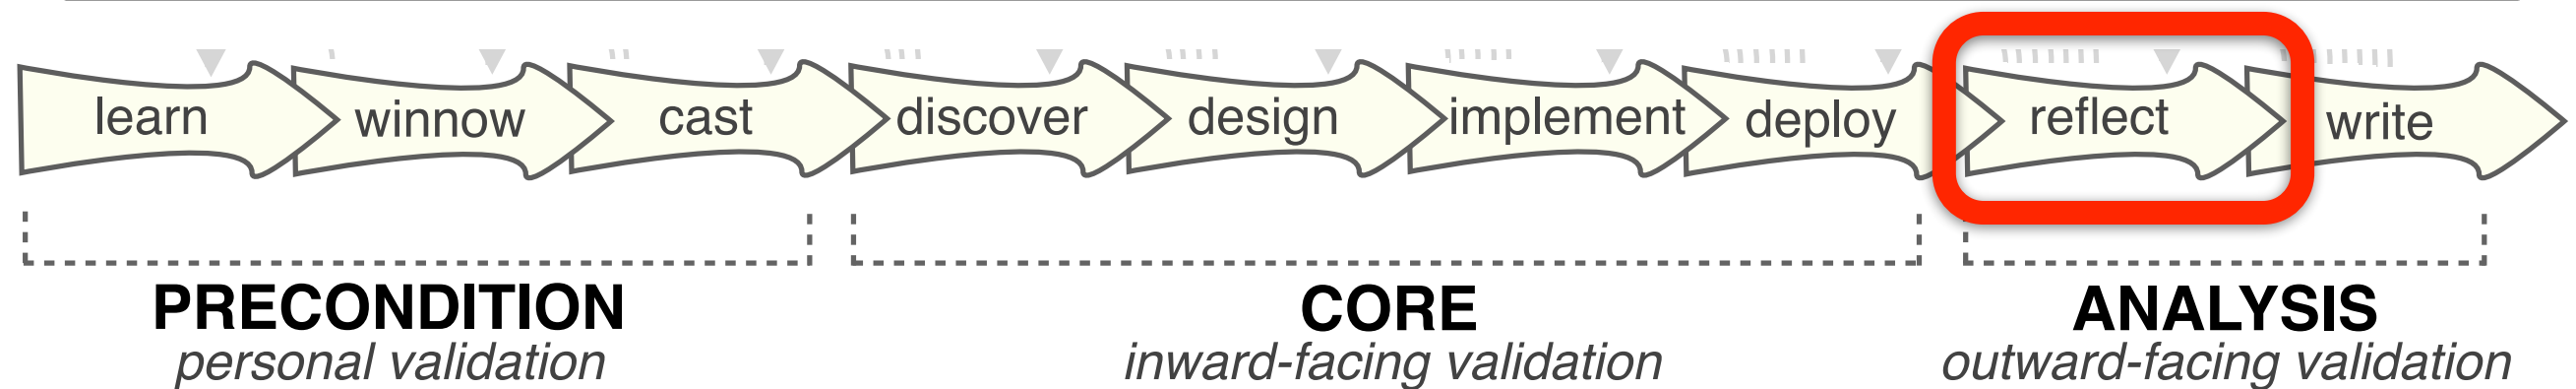 learn winnow cast discover design implement deploy reflect write
PRECONDITION CORE ANALYSIS
personal validation inward-facing validation outward-facing validation